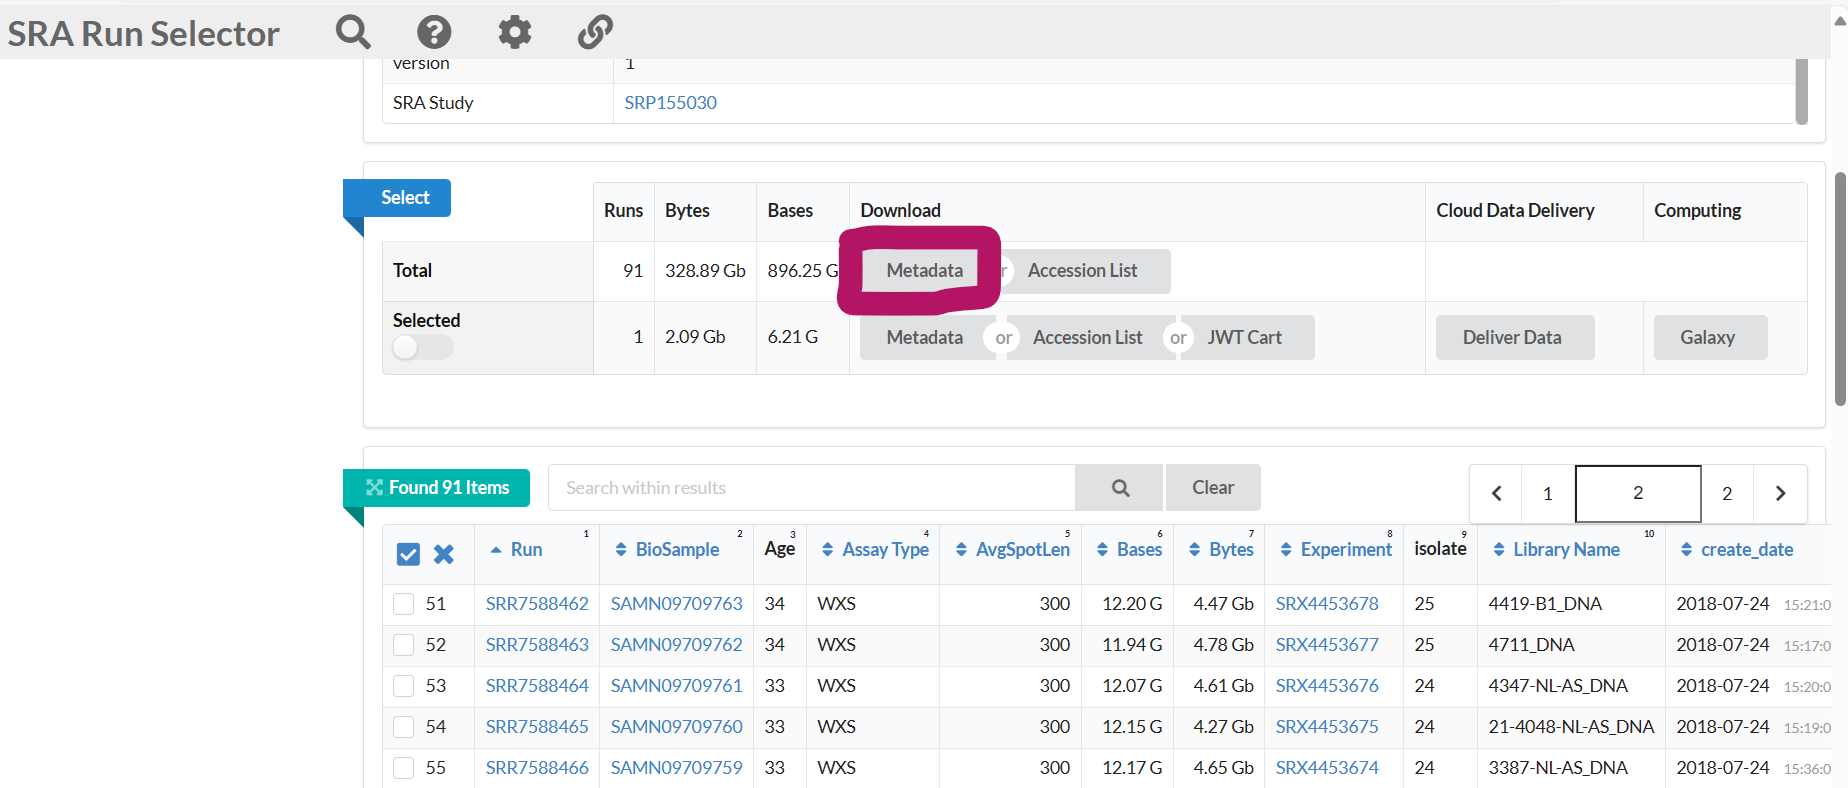 SRA Run Selector
version 1
SRA Study SRP155030
Select
Runs Bytes Bases Download Cloud Data Delivery Computing
Total 91 328.89 Gb 896.25 G Metadata Accession List
Selected 1 2.09 Gb 6.21 G Metadata or Accession List or JWT Cart Deliver Data Galaxy
Found 91 Items Search within results Clear 1 2 2
Run 1 BioSample 2 Age 3 Assay Type 4 AvgSpotLen 5 Bases 6 Bytes 7 Experiment 8 isolate 9 Library Name 10 create_date
51 SRR7588462 SAMN09709763 34 WXS 300 12.20 G 4.47 Gb SRX4453678 25 4419-B1_DNA 2018-07-24 15:21:0
52 SRR7588463 SAMN09709762 34 WXS 300 11.94 G 4.78 Gb SRX4453677 25 4711_DNA 2018-07-24 15:17:0
53 SRR7588464 SAMN09709761 33 WXS 300 12.07 G 4.61 Gb SRX4453676 24 4347-NL-AS_DNA 2018-07-24 15:20:0
54 SRR7588465 SAMN09709760 33 WXS 300 12.15 G 4.27 Gb SRX4453675 24 21-4048-NL-AS_DNA 2018-07-24 15:19:0
55 SRR7588466 SAMN09709759 33 WXS 300 12.17 G 4.65 Gb SRX4453674 24 3387-NL-AS_DNA 2018-07-24 15:36:0